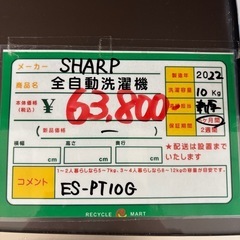 メーカー SHARP
商品名 全自動洗濯機
本体価格(税込) ¥ 63,800-
(新品 ー)
製造年 2022
洗濯容量 10 Kg
保証期間 ヶ月間 2週間
★配送は設置まで
いたします
横幅 cm 高さ cm 奥行 cm
1~2人暮らしなら5~7kg、3~4人暮らしなら8~12kgの容量が目安です。
コメント ES-PT10G
RECYCLE MART